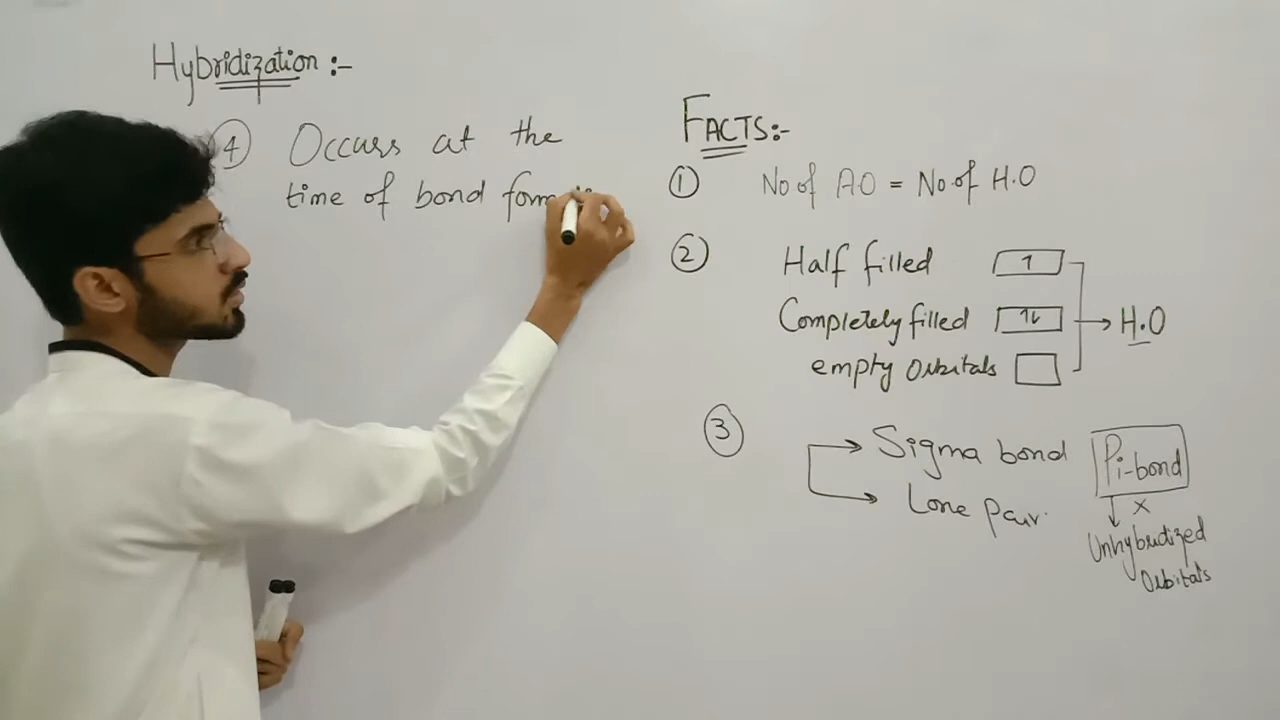 Hybridization :-
④ Occurs at the
time of bond form
FACTS:-
① No of AO = No of H.O
② Half filled 1
Completely filled 1↓ → H.O
empty orbitals
③ → Sigma bond
→ Lone pair.
Pi-bond
↓ x
Unhybridized
Orbitals